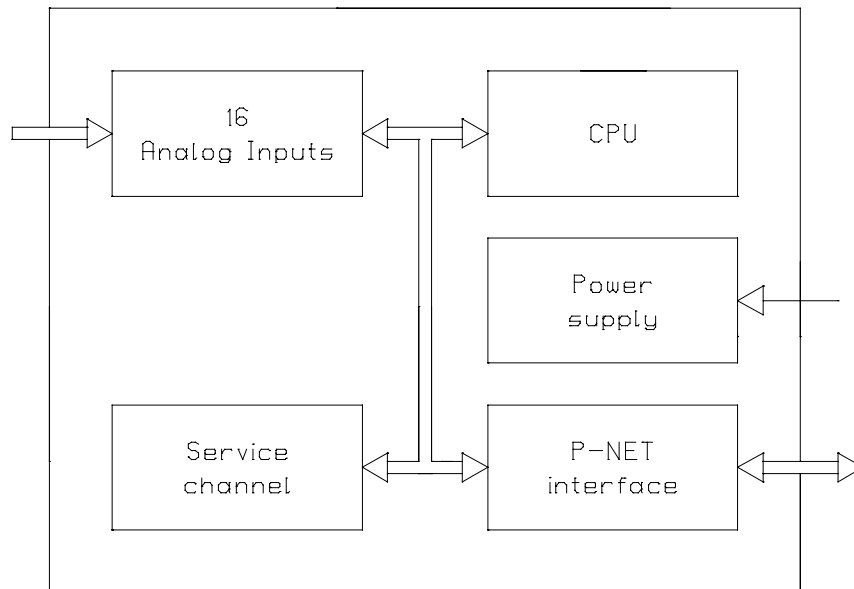 16
Analog Inputs
CPU
Power
supply
Service
channel
P-NET
interface